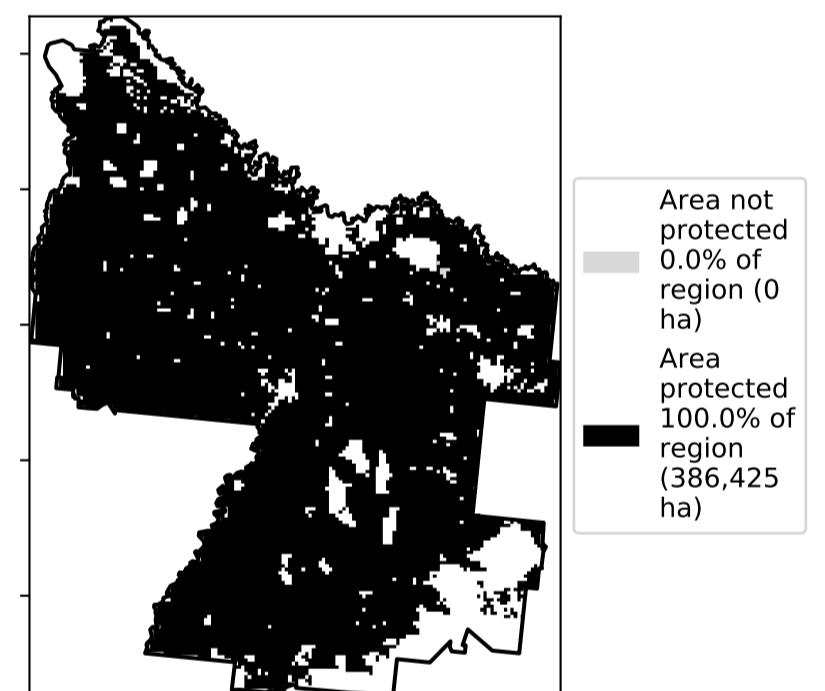 Area not
protected
0.0% of
region (0
ha)
Area
protected
100.0% of
region
(386,425
ha)